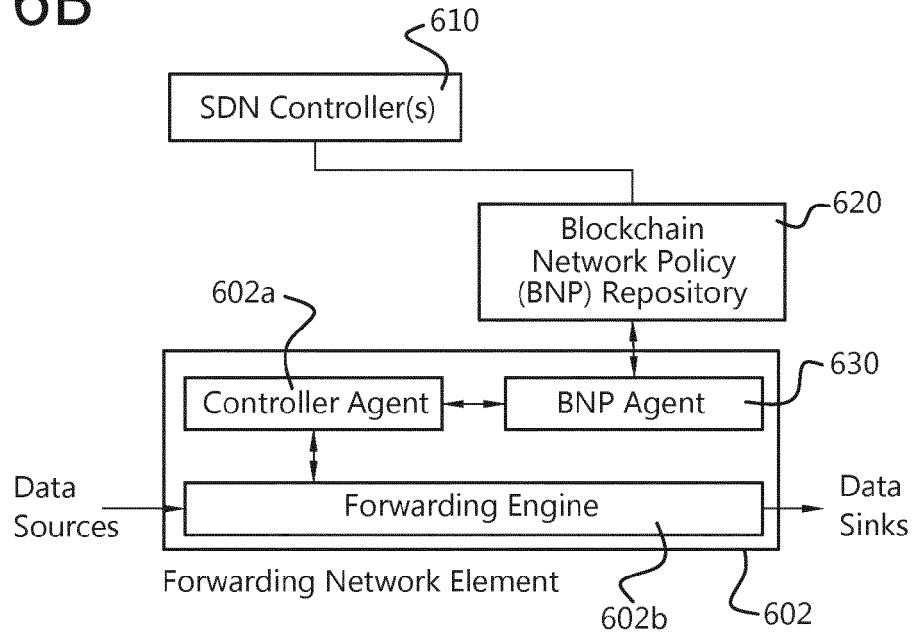 6B
610
SDN Controller(s)
620
Blockchain
Network Policy
(BNP) Repository
602a
630
Controller Agent
BNP Agent
Data
Sources
Forwarding Engine
Data
Sinks
Forwarding Network Element
602b
602